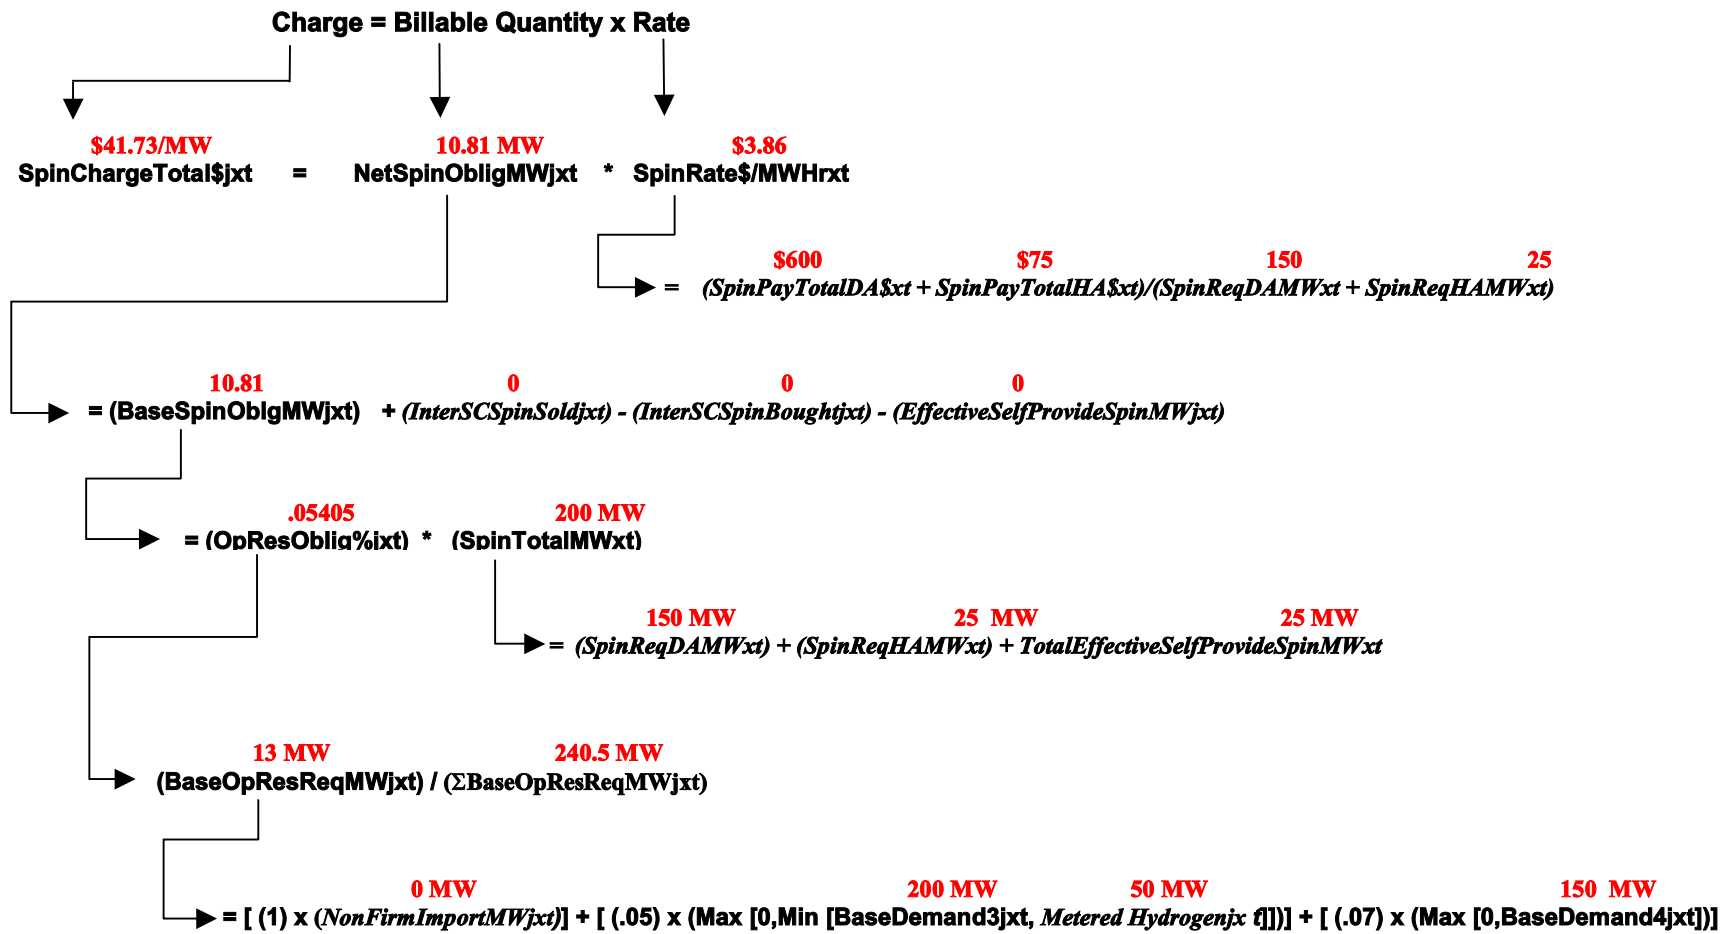 Charge = Billable Quantity x Rate
$41.73/MW 10.81 MW $3.86
SpinChargeTotal$jxt = NetSpinObligMWjxt * SpinRate$/MWHrxt
$600 $75 150 25
= (SpinPayTotalDA$xt + SpinPayTotalHA$xt)/(SpinReqDAMWxt + SpinReqHAMWxt)
10.81 0 0 0
= (BaseSpinOblgMWjxt) + (InterSCSpinSoldjxt) - (InterSCSpinBoughtjxt) - (EffectiveSelfProvideSpinMWjxt)
.05405 200 MW
= (OpResOblig%jxt) * (SpinTotalMWxt)
150 MW 25 MW 25 MW
= (SpinReqDAMWxt) + (SpinReqHAMWxt) + TotalEffectiveSelfProvideSpinMWxt
13 MW 240.5 MW
(BaseOpResReqMWjxt) / (ΣBaseOpResReqMWjxt)
0 MW 200 MW 50 MW 150 MW
= [ (1) x (NonFirmImportMWjxt)] + [ (.05) x (Max [0,Min [BaseDemand3jxt, Metered Hydrogenjx t]])] + [ (.07) x (Max [0,BaseDemand4jxt])]